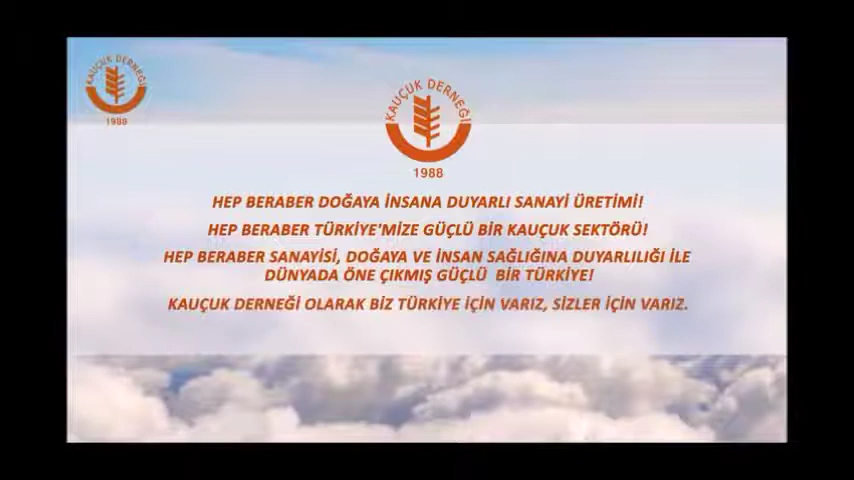 KAUÇUK DERNEĞİ
1988
KAUÇUK DERNEĞİ
1988
HEP BERABER DOĞAYA İNSANA DUYARLI SANAYİ ÜRETİMİ!
HEP BERABER TÜRKİYE'MİZE GÜÇLÜ BİR KAUÇUK SEKTÖRÜ!
HEP BERABER SANAYİSİ, DOĞAYA VE İNSAN SAĞLIĞINA DUYARLILIĞI İLE
DÜNYADA ÖNE ÇIKMIŞ GÜÇLÜ BİR TÜRKİYE!
KAUÇUK DERNEĞİ OLARAK BİZ TÜRKİYE İÇİN VARIZ, SİZLER İÇİN VARIZ.